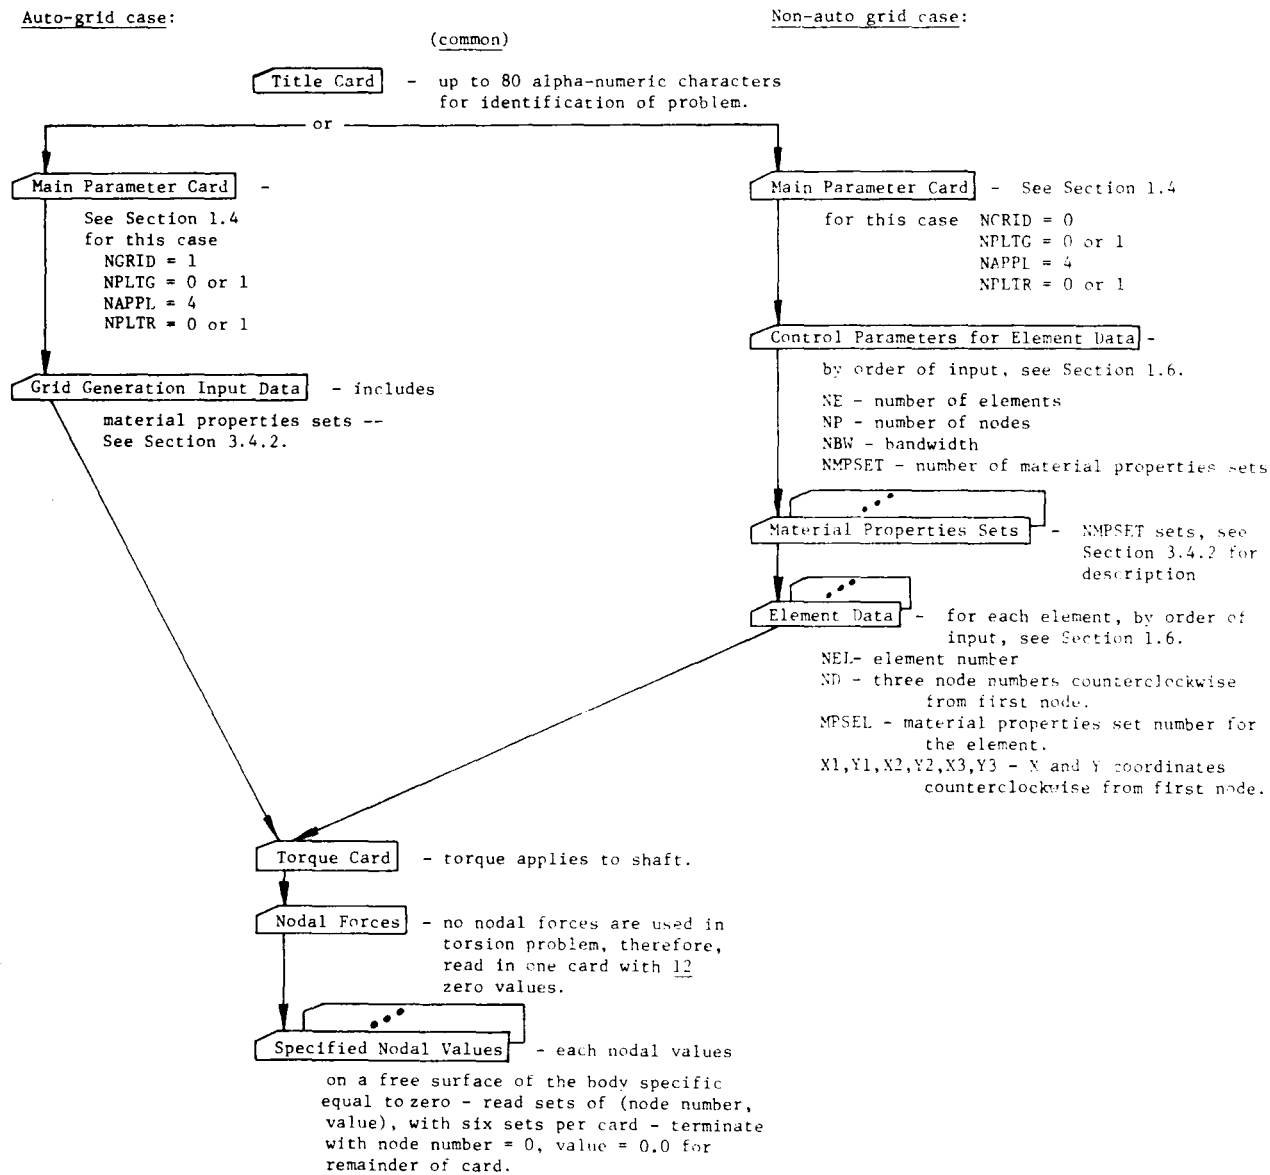 Auto-grid case:
Non-auto grid case:
(common)
Title Card - up to 80 alpha-numeric characters
for identification of problem.
or
Main Parameter Card -
See Section 1.4
for this case
NGRID = 1
NPLTG = 0 or 1
NAPPL = 4
NPLTR = 0 or 1
Grid Generation Input Data - includes
material properties sets --
See Section 3.4.2.
Main Parameter Card - See Section 1.4
for this case NGRID = 0
NPLTG = 0 or 1
NAPPL = 4
NPLTR = 0 or 1
Control Parameters for Element Data -
by order of input, see Section 1.6.
NE - number of elements
NP - number of nodes
NBW - bandwidth
NMPSET - number of material properties sets
Material Properties Sets - NMPSET sets, see
Section 3.4.2 for
description
Element Data - for each element, by order of
input, see Section 1.6.
NEL- element number
ND - three node numbers counterclockwise
from first node.
MPSEL - material properties set number for
the element.
X1,Y1,X2,Y2,X3,Y3 - X and Y coordinates
counterclockwise from first node.
Torque Card - torque applies to shaft.
Nodal Forces - no nodal forces are used in
torsion problem, therefore,
read in one card with 12
zero values.
Specified Nodal Values - each nodal values
on a free surface of the body specific
equal to zero - read sets of (node number,
value), with six sets per card - terminate
with node number = 0, value = 0.0 for
remainder of card.